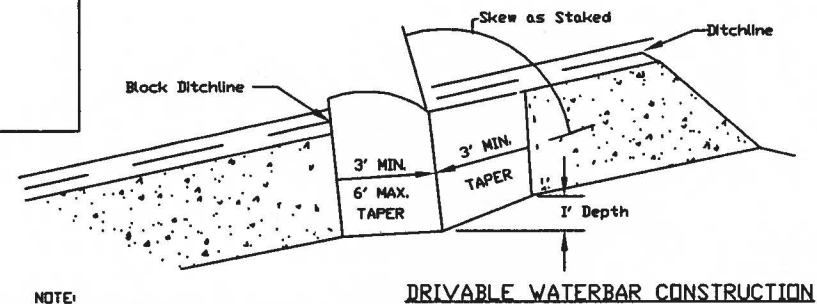 Skew as Staked
Ditchline
Block Ditchline
3' MIN.
6' MAX.
TAPER
3' MIN.
TAPER
1' Depth
NOTE:
DRIVABLE WATERBAR CONSTRUCTION